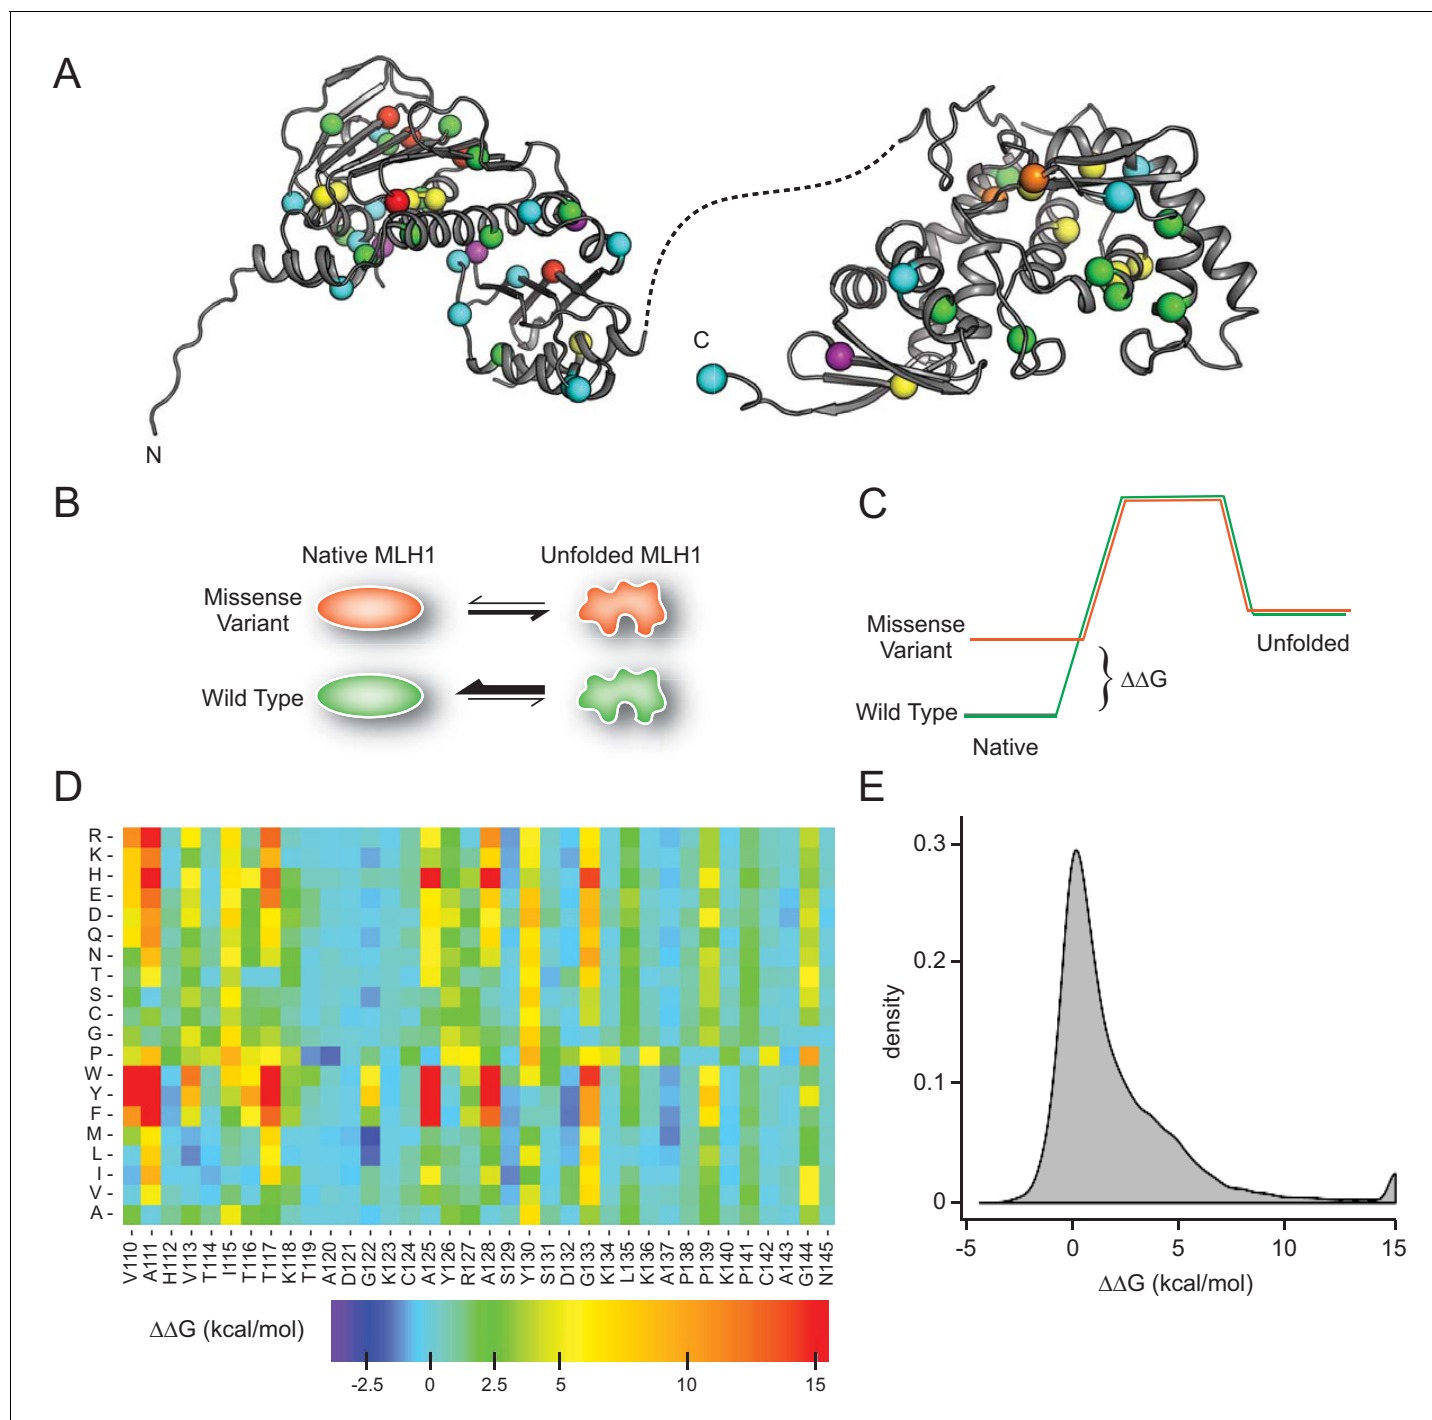 A
N
C
B
Native MLH1
Unfolded MLH1
Missense
Variant
Wild Type
C
Missense
Variant
Wild Type
ΔΔG
Unfolded
Native
D
R -
K -
H -
E -
D -
Q -
N -
T -
S -
C -
G -
P -
W -
Y -
F -
M -
L -
I -
V -
A -
V110 -
A111 -
H112 -
V113 -
T114 -
I115 -
T116 -
T117 -
K118 -
T119 -
A120 -
D121 -
G122 -
K123 -
C124 -
A125 -
Y126 -
R127 -
A128 -
S129 -
Y130 -
S131 -
D132 -
G133 -
K134 -
L135 -
K136 -
A137 -
P138 -
P139 -
K140 -
P141 -
C142 -
A143 -
G144 -
N145 -
ΔΔG (kcal/mol)
-2.5 0 2.5 5 10 15
E
0.3
0.2
0.1
0
density
-5 0 5 10 15
ΔΔG (kcal/mol)